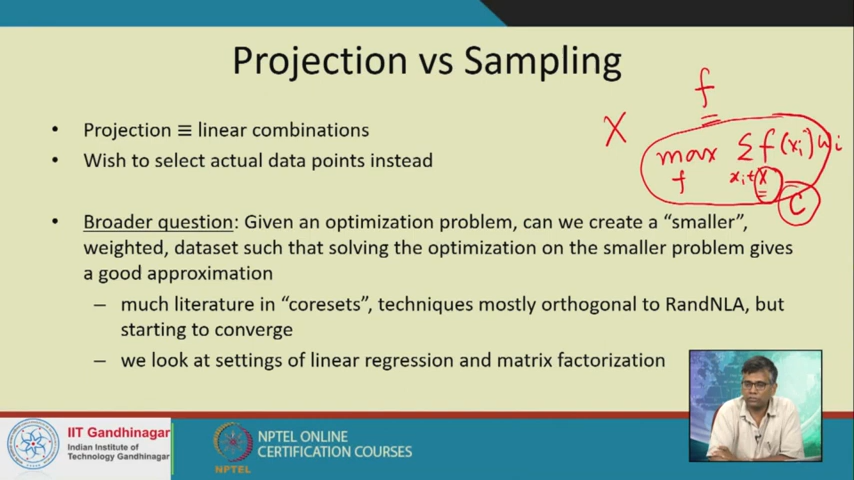 Projection vs Sampling
f
X
• Projection ≡ linear combinations
max Σ f(xi) wi
f xi ∈ X
• Wish to select actual data points instead
C
• Broader question: Given an optimization problem, can we create a “smaller”,
weighted, dataset such that solving the optimization on the smaller problem gives
a good approximation
– much literature in “coresets”, techniques mostly orthogonal to RandNLA, but
starting to converge
– we look at settings of linear regression and matrix factorization
IIT Gandhinagar
Indian Institute of
Technology Gandhinagar
NPTEL
NPTEL ONLINE
CERTIFICATION COURSES